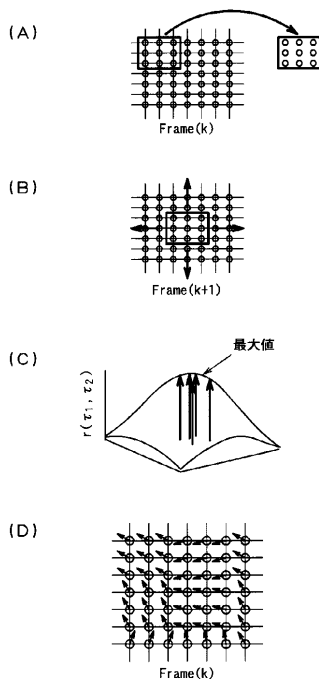 (A)
Frame(k)
(B)
Frame(k+1)
(C)
最大値
r(τ₁, τ₂)
(D)
Frame(k)